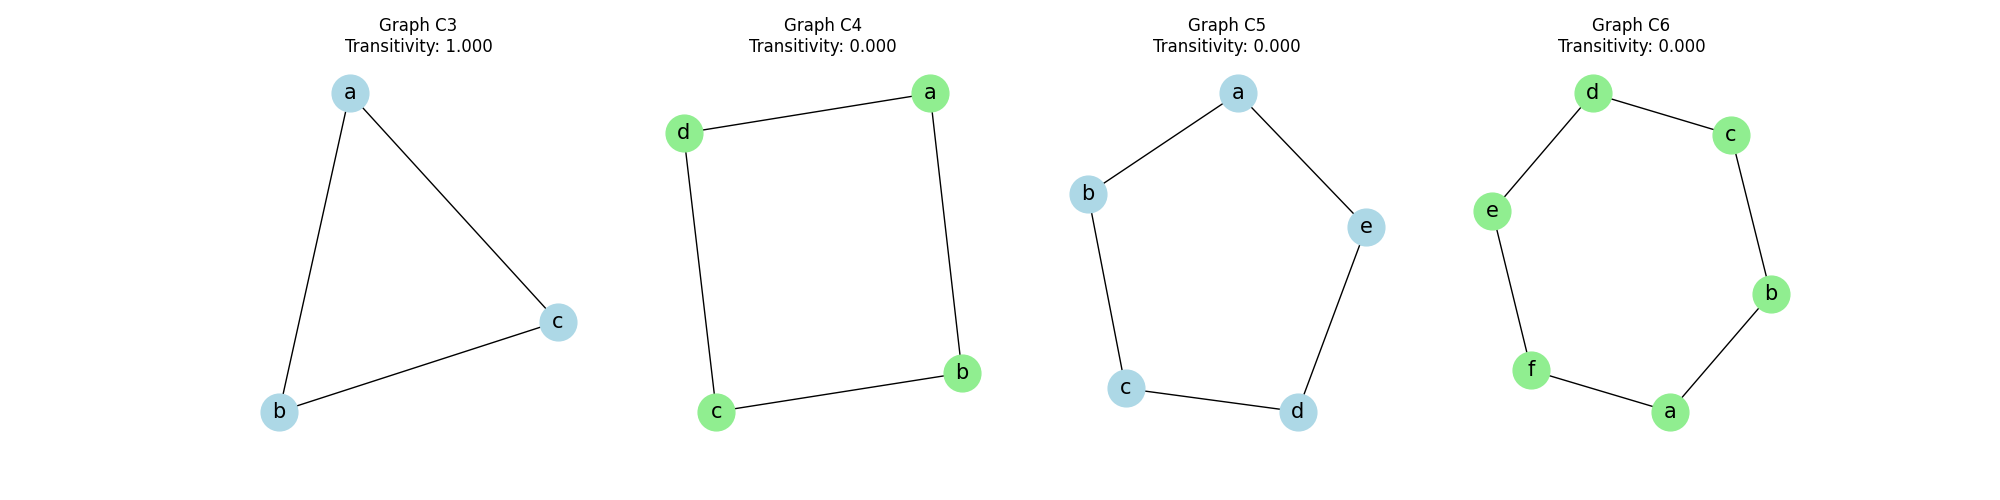 Graph C3
Transitivity: 1.000
a
c
b
Graph C4
Transitivity: 0.000
a
d
b
c
Graph C5
Transitivity: 0.000
a
b
e
c
d
Graph C6
Transitivity: 0.000
d
c
e
b
f
a